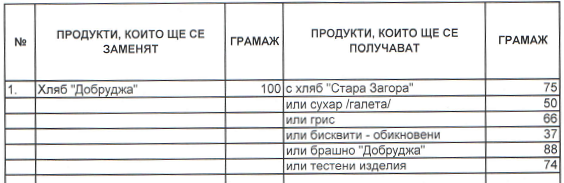 № ПРОДУКТИ, КОИТО ЩЕ СЕ ЗАМЕНЯТ ГРАМАЖ ПРОДУКТИ, КОИТО ЩЕ СЕ ПОЛУЧАВАТ ГРАМАЖ
1. Хляб "Добруджа" 100 с хляб "Стара Загора" 75
или сухар /галета/ 50
или грис 66
или бисквити - обикновени 37
или брашно "Добруджа" 88
или тестени изделия 74